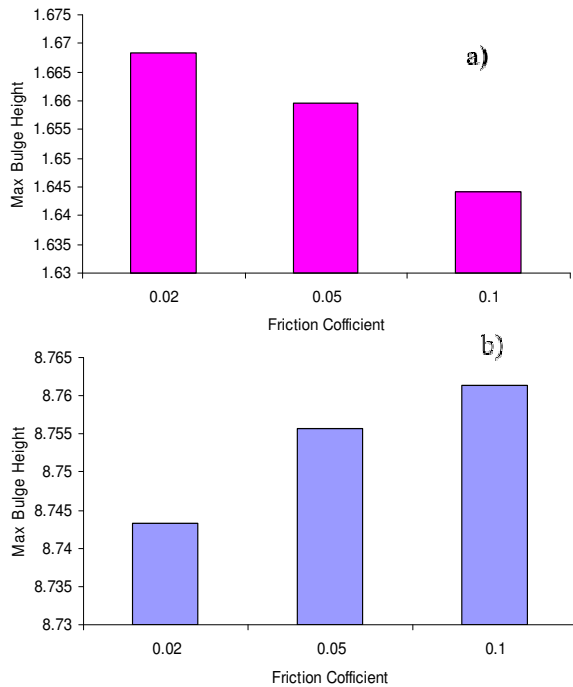 a)
Max Bulge Height
1.675
1.67
1.665
1.66
1.655
1.65
1.645
1.64
1.635
1.63
0.02 0.05 0.1
Friction Cofficient
b)
Max Bulge Height
8.765
8.76
8.755
8.75
8.745
8.74
8.735
8.73
0.02 0.05 0.1
Friction Cofficient